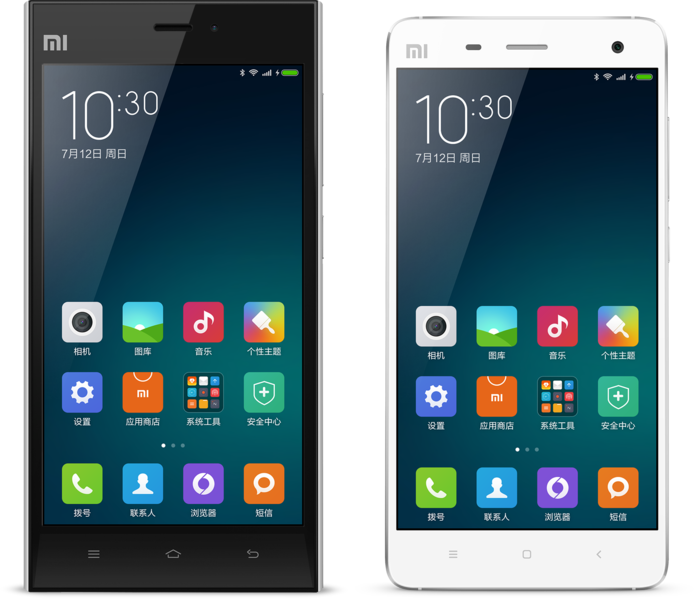 mi
10:30
7月12日 周日
相机
图库
音乐
个性主题
设置
mi
应用商店
系统工具
安全中心
拨号
联系人
浏览器
短信
mi
10:30
7月12日 周日
相机
图库
音乐
个性主题
设置
mi
应用商店
系统工具
安全中心
拨号
联系人
浏览器
短信